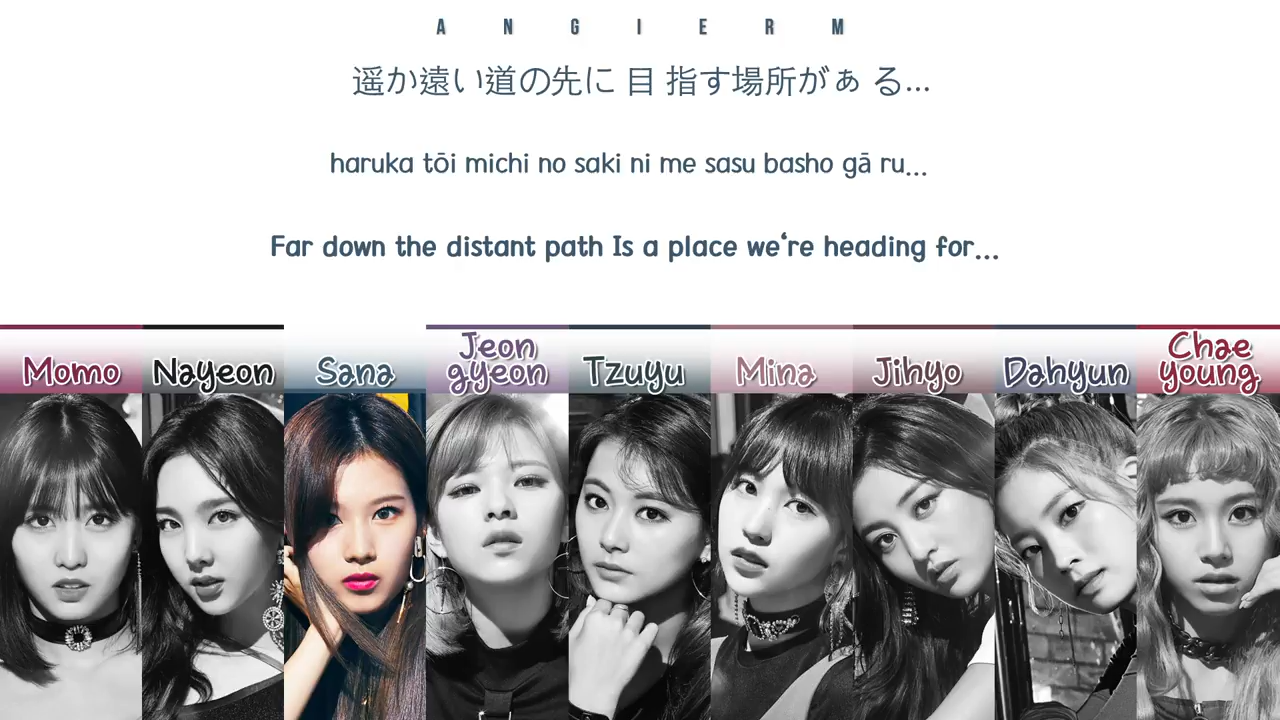 ANGIERM
遥か遠い道の先に 目 指す場所がぁ る...
haruka tōi michi no saki ni me sasu basho gā ru...
Far down the distant path Is a place we‘re heading for...
Momo
Nayeon
Sana
Jeon
gyeon
Tzuyu
Mina
Jihyo
Dahyun
Chae
young